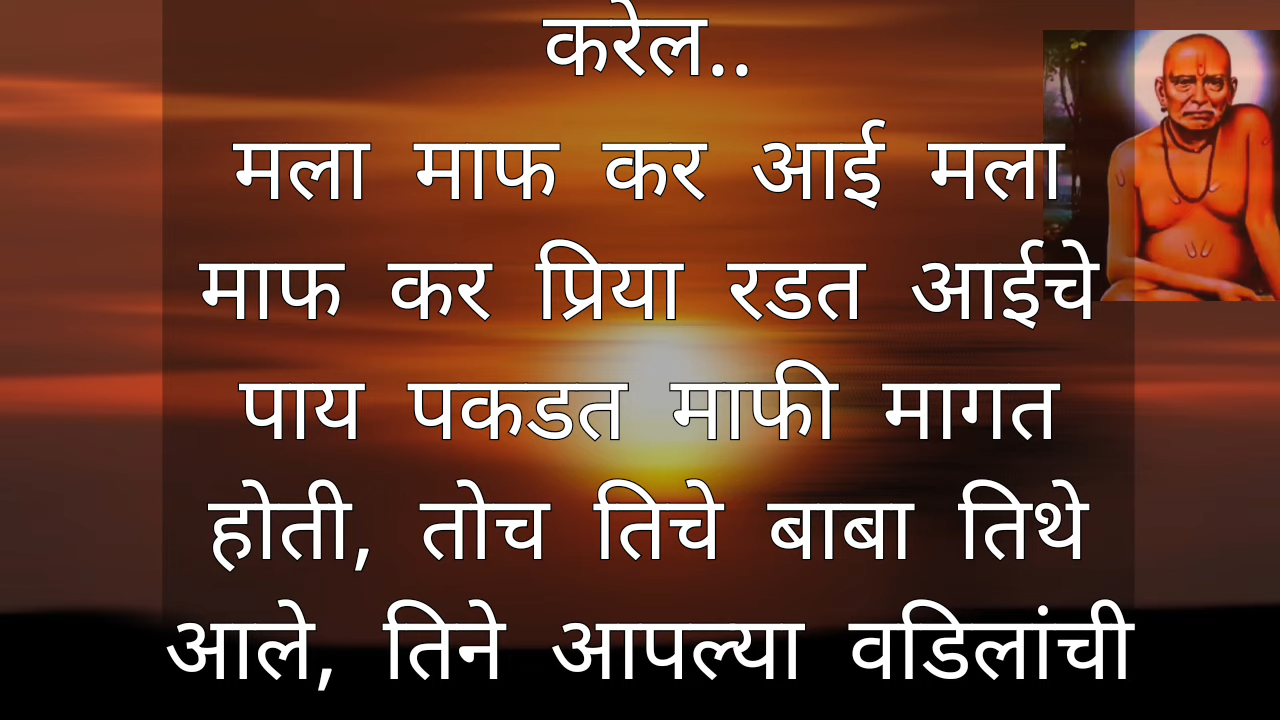 करेल..
मला माफ कर आई मला
माफ कर प्रिया रडत आईचे
पाय पकडत माफी मागत
होती, तोच तिचे बाबा तिथे
आले, तिने आपल्या वडिलांची